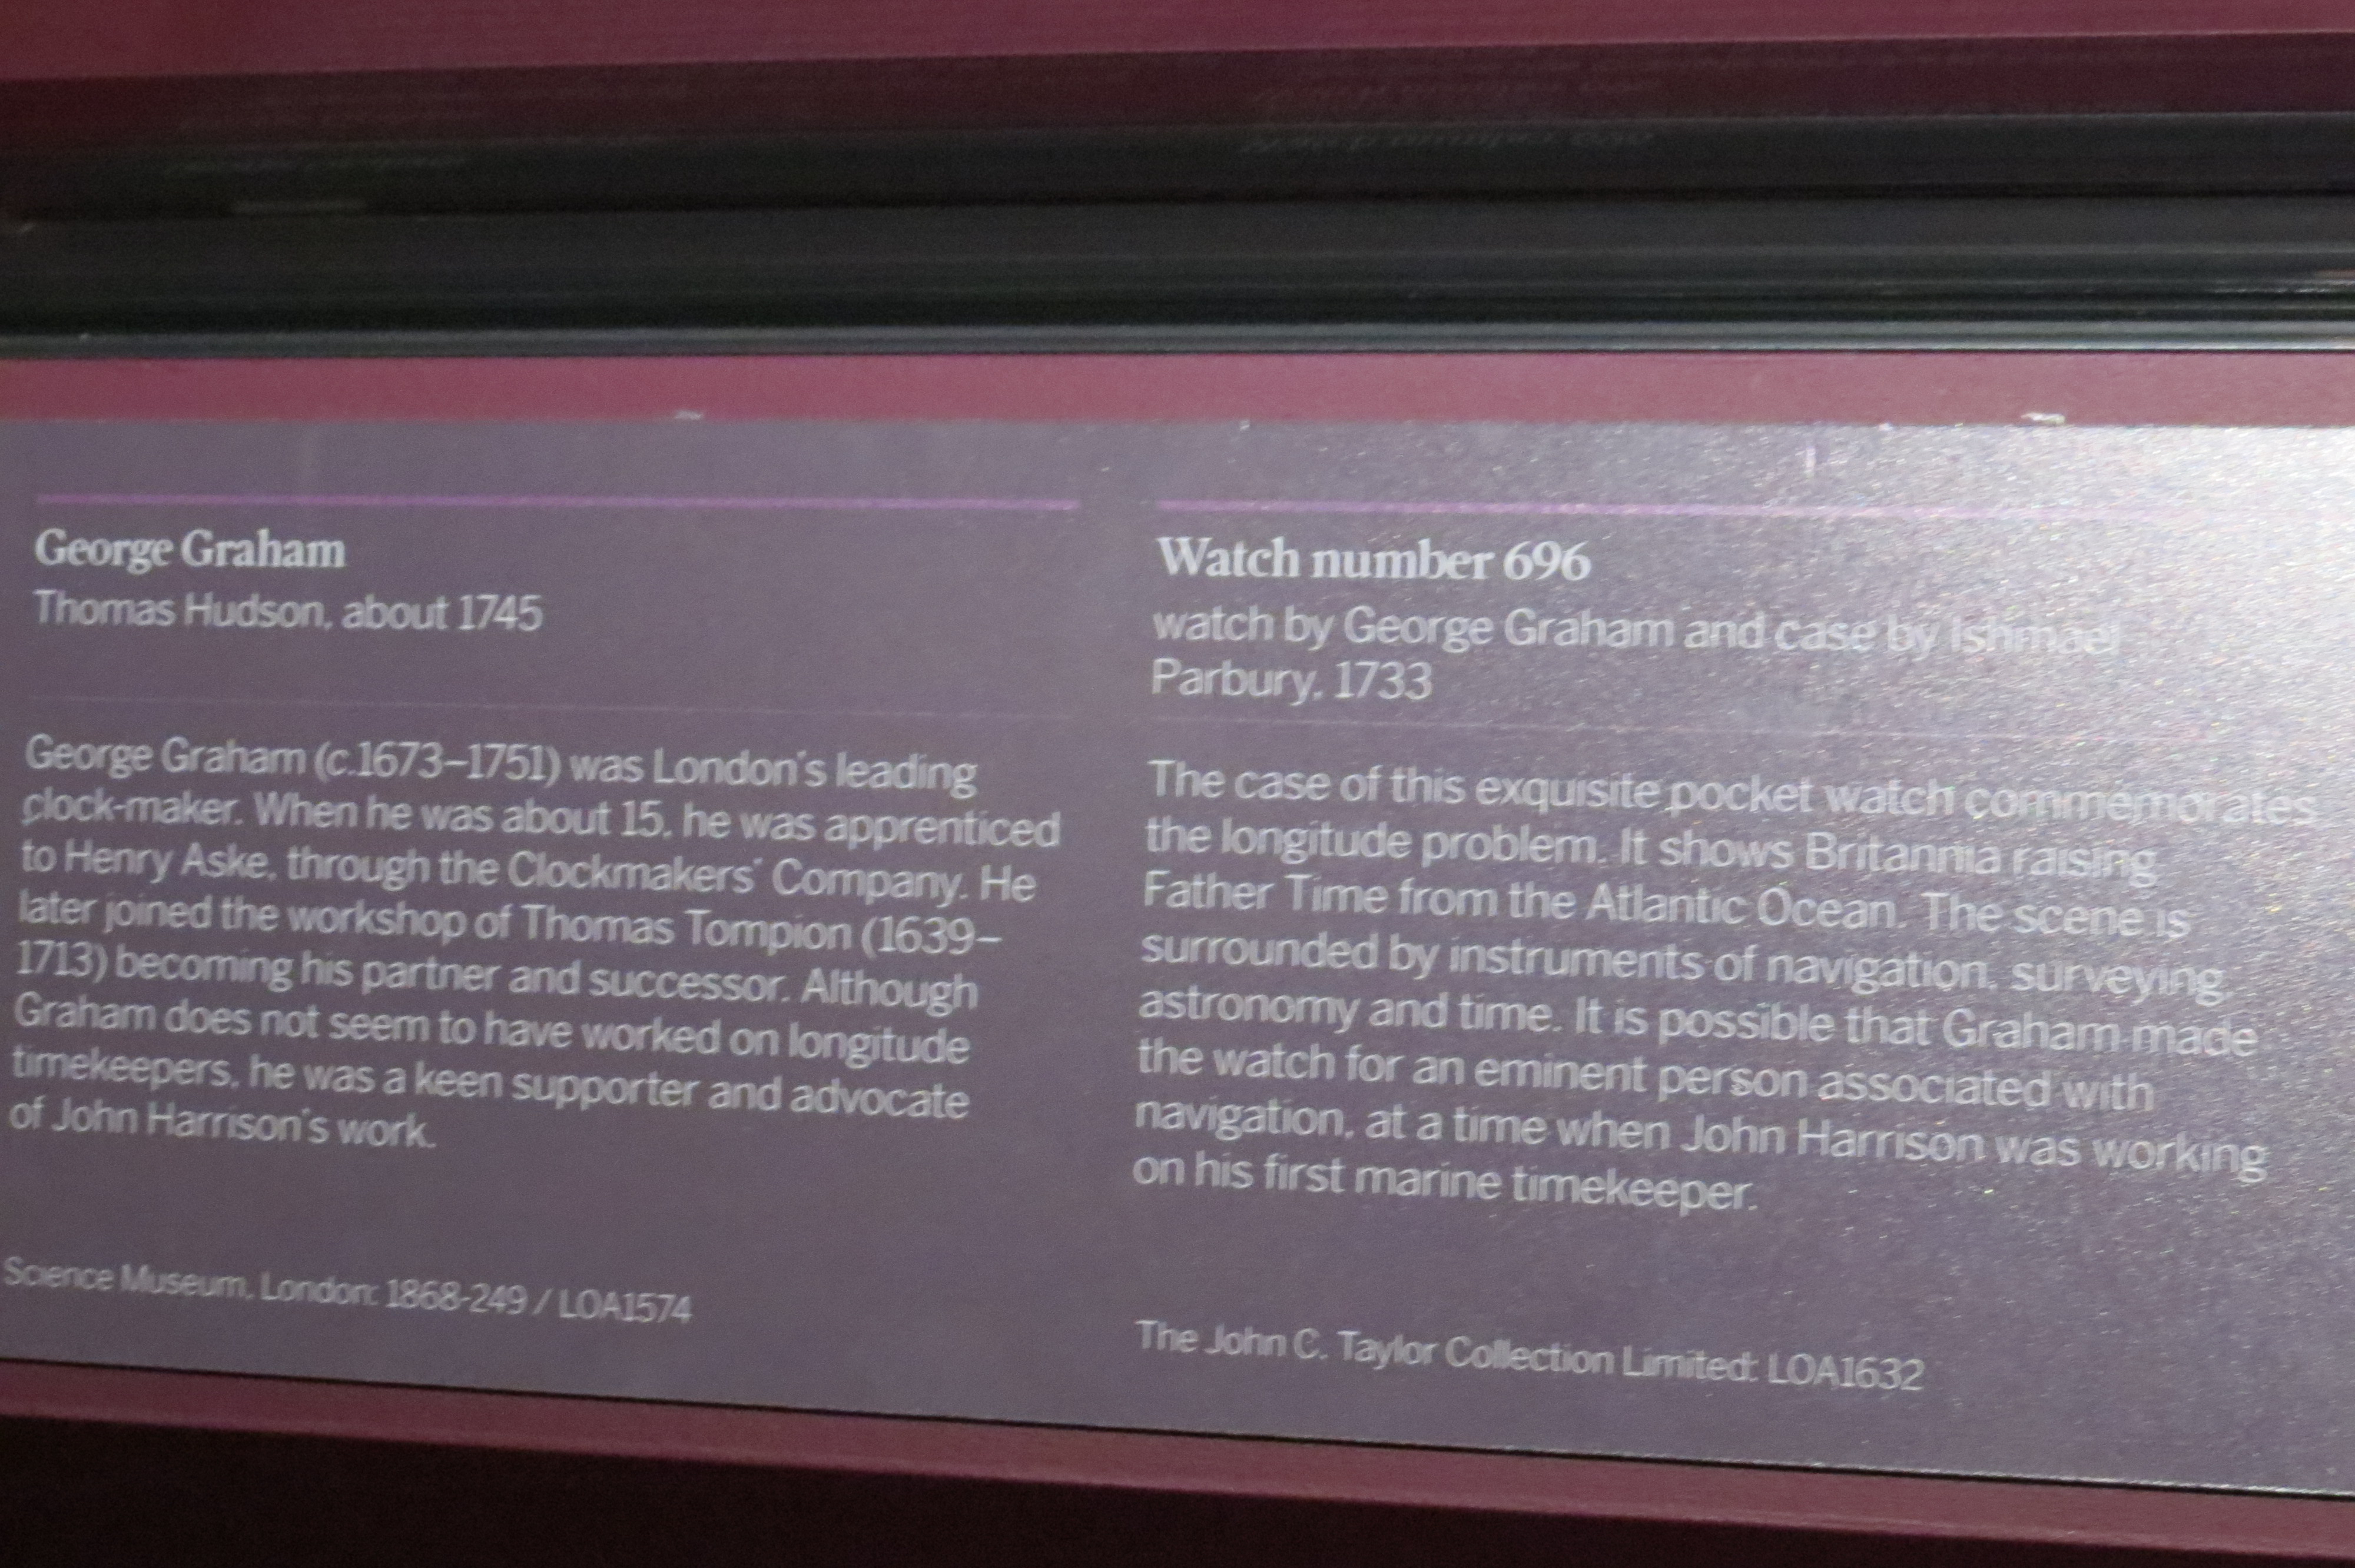 George Graham
Thomas Hudson, about 1745
George Graham (c.1673–1751) was London's leading
clock-maker. When he was about 15, he was apprenticed
to Henry Aske, through the Clockmakers' Company. He
later joined the workshop of Thomas Tompion (1639–
1713) becoming his partner and successor. Although
Graham does not seem to have worked on longitude
timekeepers, he was a keen supporter and advocate
of John Harrison's work.
Science Museum, London: 1868-249 / LOA1574
Watch number 696
watch by George Graham and case by Ishmael
Parbury, 1733
The case of this exquisite pocket watch commemorates
the longitude problem. It shows Britannia raising
Father Time from the Atlantic Ocean. The scene is
surrounded by instruments of navigation, surveying,
astronomy and time. It is possible that Graham made
the watch for an eminent person associated with
navigation, at a time when John Harrison was working
on his first marine timekeeper.
The John C. Taylor Collection Limited: LOA1632